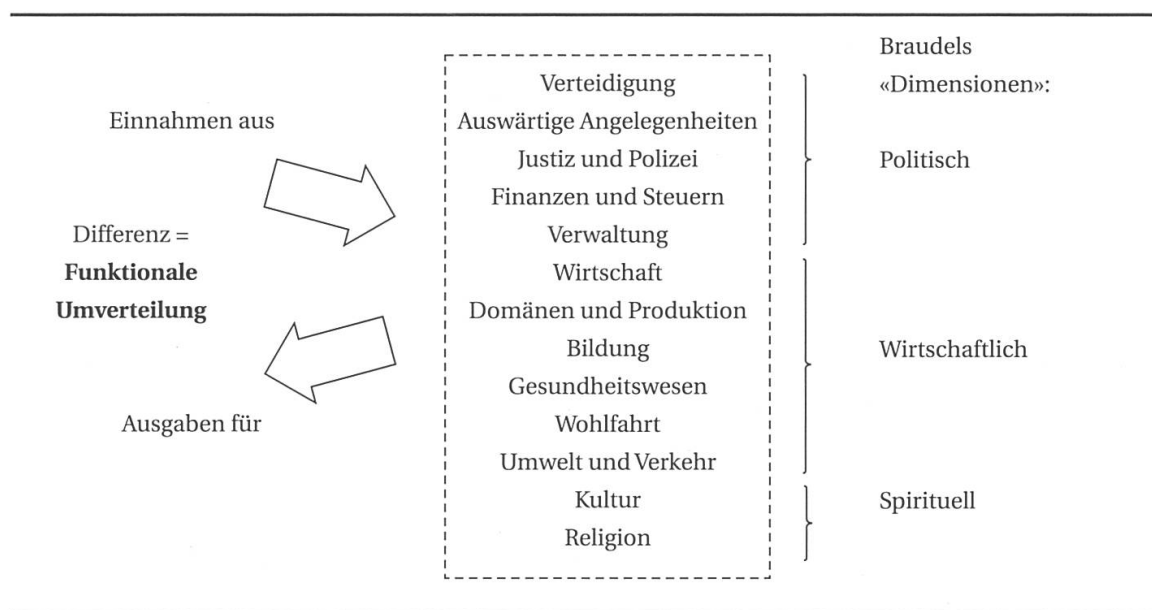 Braudels
«Dimensionen»:
Einnahmen aus
Differenz =
Funktionale
Umverteilung
Ausgaben für
Verteidigung
Auswärtige Angelegenheiten
Justiz und Polizei
Finanzen und Steuern
Verwaltung
Wirtschaft
Domänen und Produktion
Bildung
Gesundheitswesen
Wohlfahrt
Umwelt und Verkehr
Kultur
Religion
Politisch
Wirtschaftlich
Spirituell